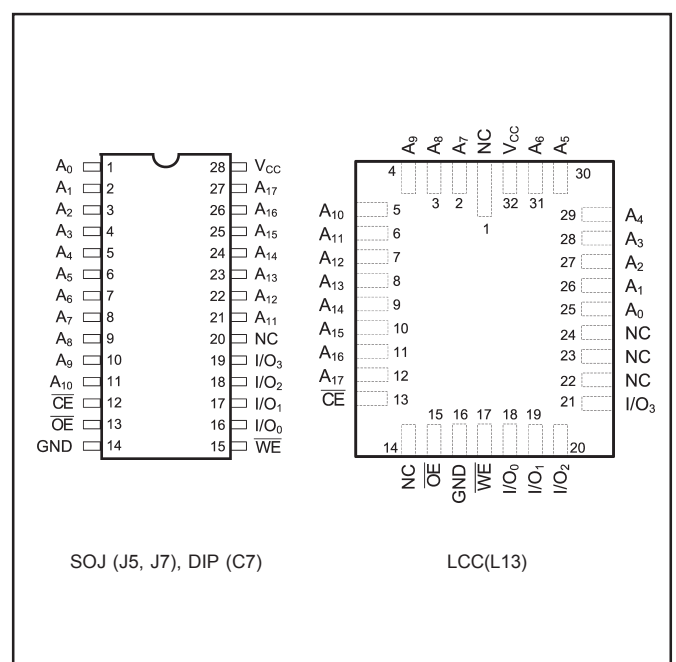 A0 1 28 VCC
A1 2 27 A17
A2 3 26 A16
A3 4 25 A15
A4 5 24 A14
A5 6 23 A13
A6 7 22 A12
A7 8 21 A11
A8 9 20 NC
A9 10 19 I/O3
A10 11 18 I/O2
CE 12 17 I/O1
OE 13 16 I/O0
GND 14 15 WE
SOJ (J5, J7), DIP (C7)
A9 A8 A7 NC VCC A6 A5
4 3 2 1 32 31 30
A10 5 29 A4
A11 6 28 A3
A12 7 27 A2
A13 8 26 A1
A14 9 25 A0
A15 10 24 NC
A16 11 23 NC
A17 12 22 NC
CE 13 21 I/O3
14 15 16 17 18 19 20
NC OE GND WE I/O0 I/O1 I/O2
LCC(L13)